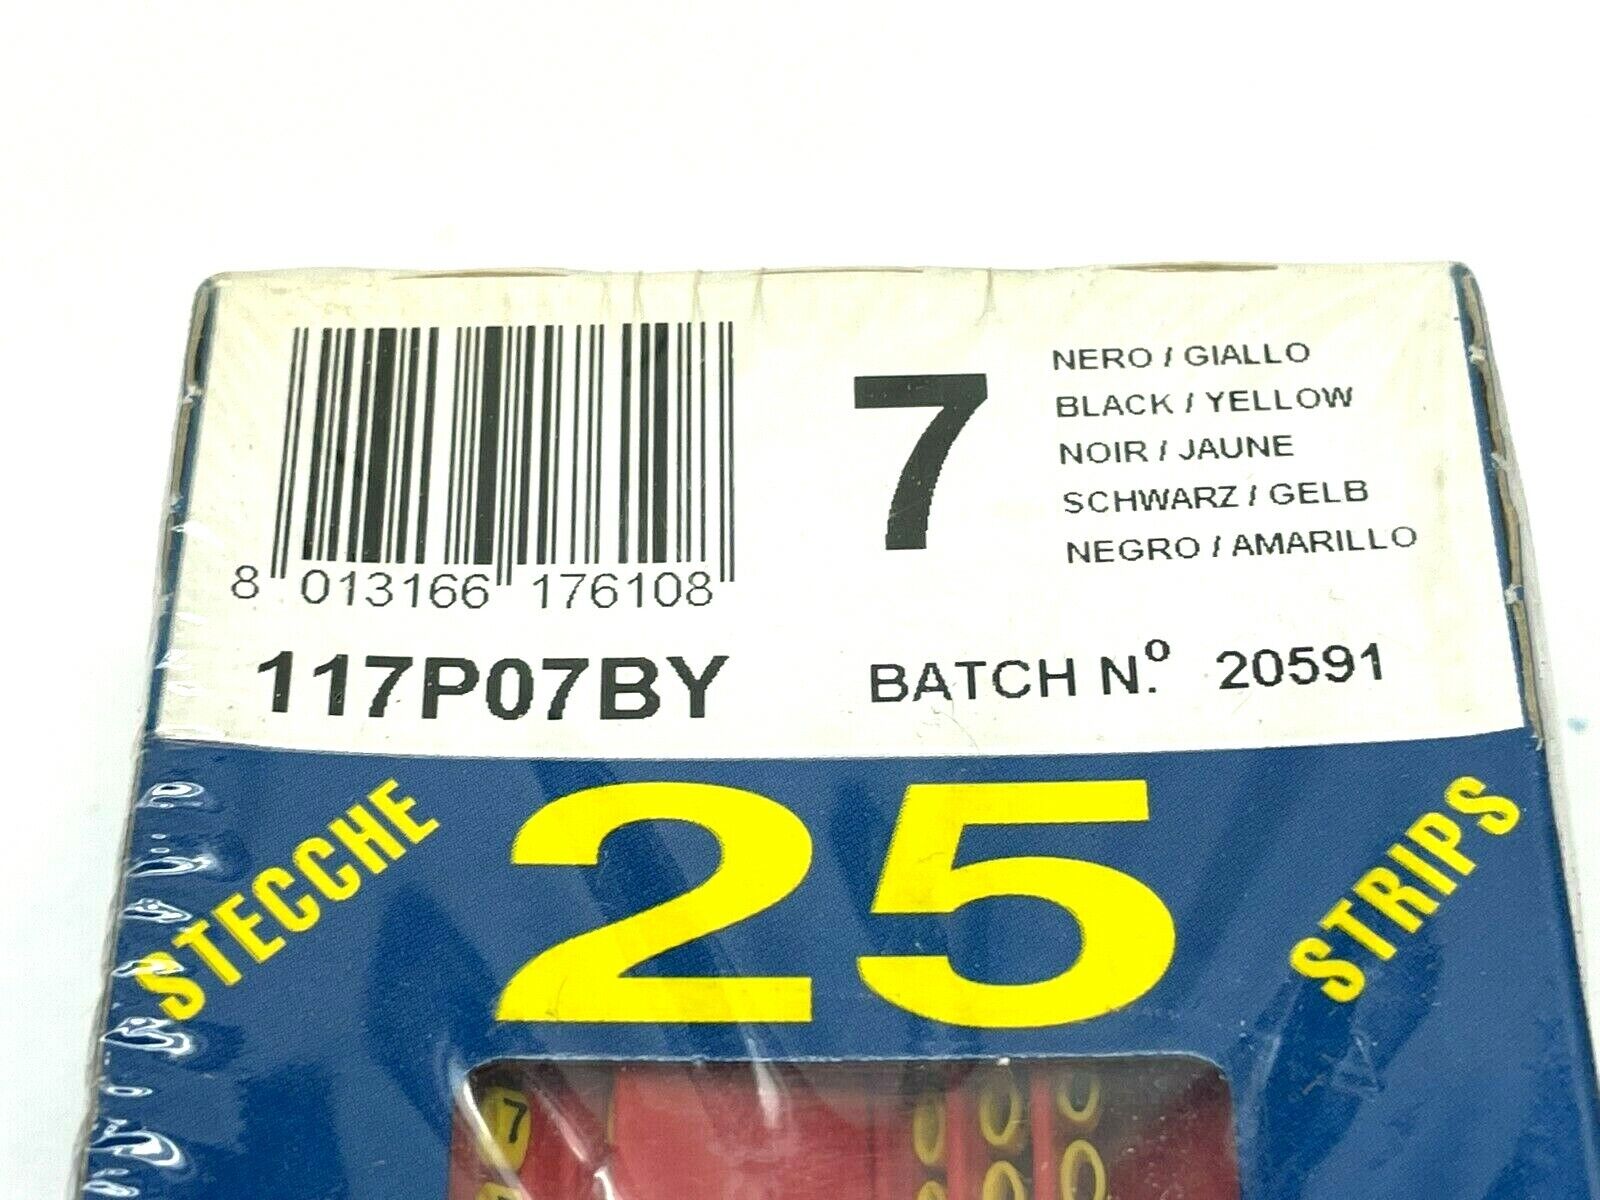 8 013166 176108
7
NERO / GIALLO
BLACK / YELLOW
NOIR / JAUNE
SCHWARZ / GELB
NEGRO / AMARILLO
117P07BY
BATCH N.º 20591
STECCHE
25
STRIPS
7